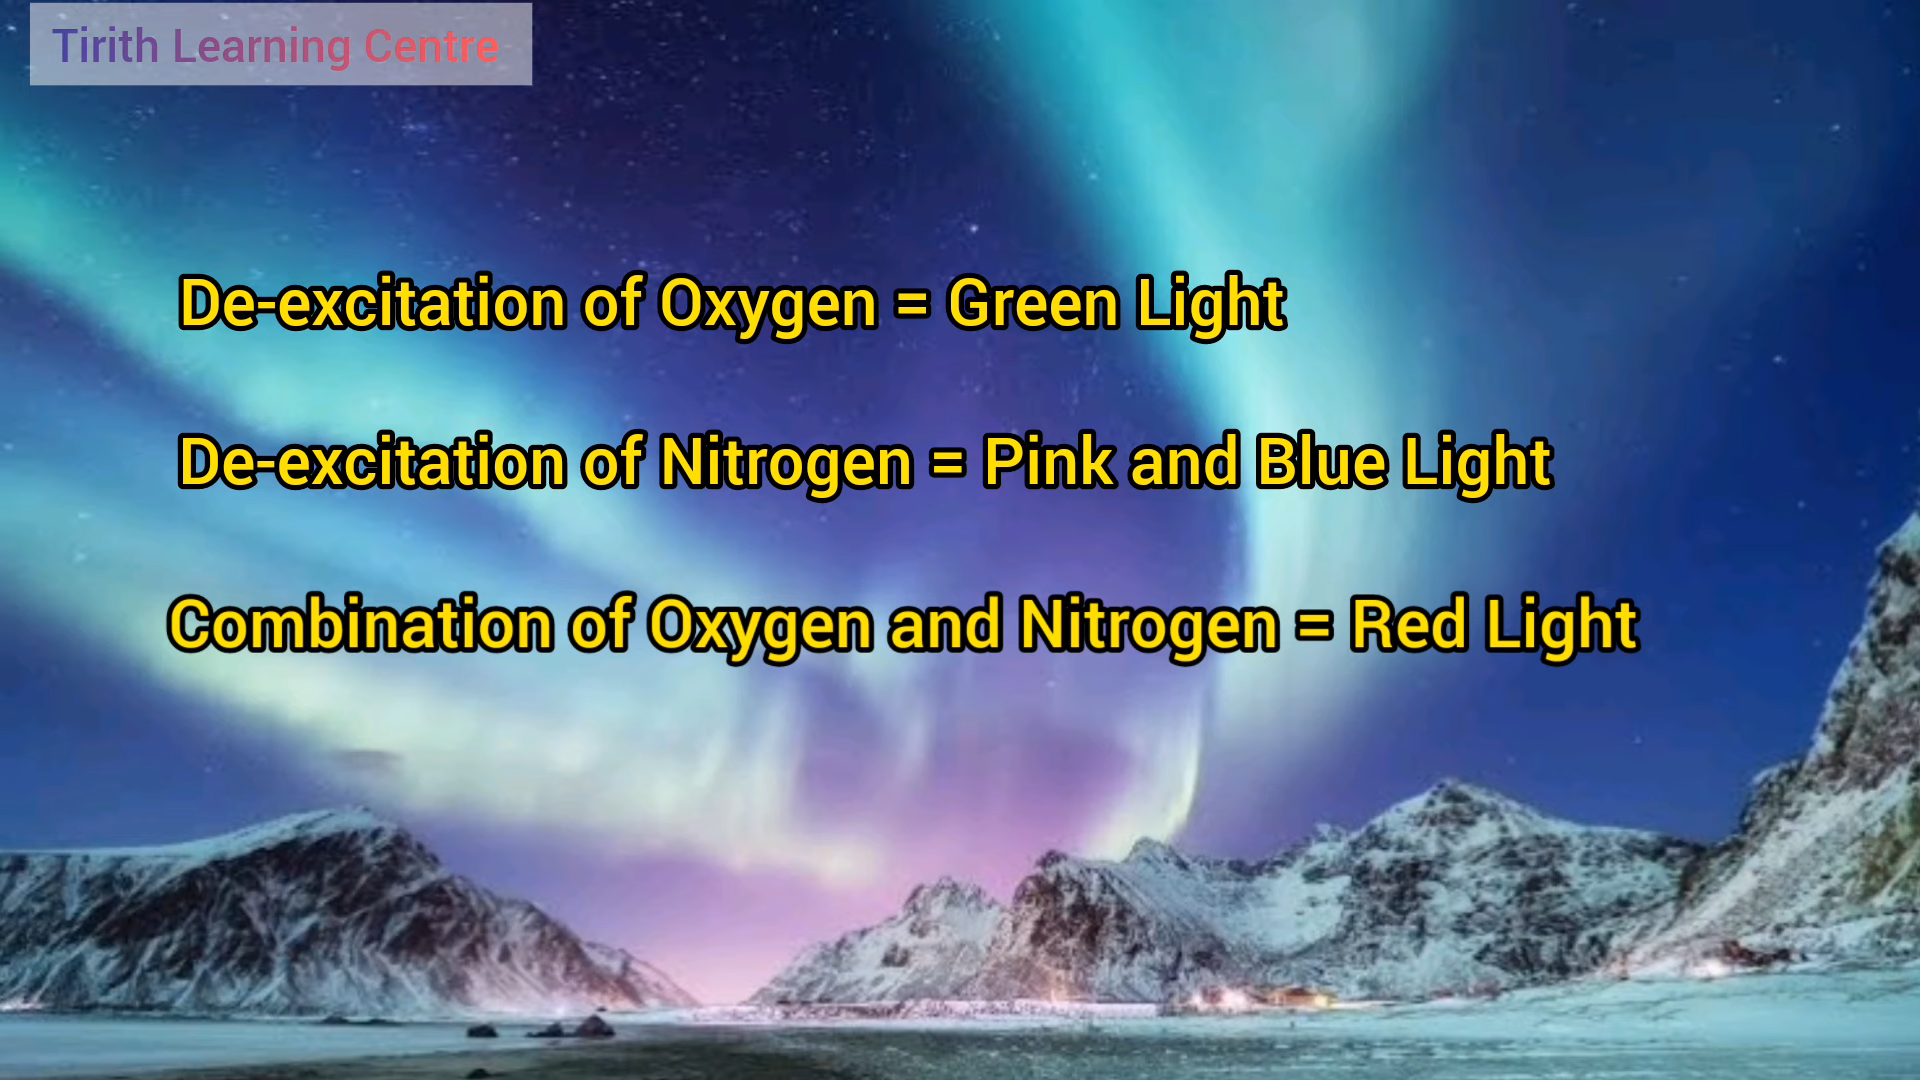 Tirith Learning Centre
De-excitation of Oxygen = Green Light
De-excitation of Nitrogen = Pink and Blue Light
Combination of Oxygen and Nitrogen = Red Light